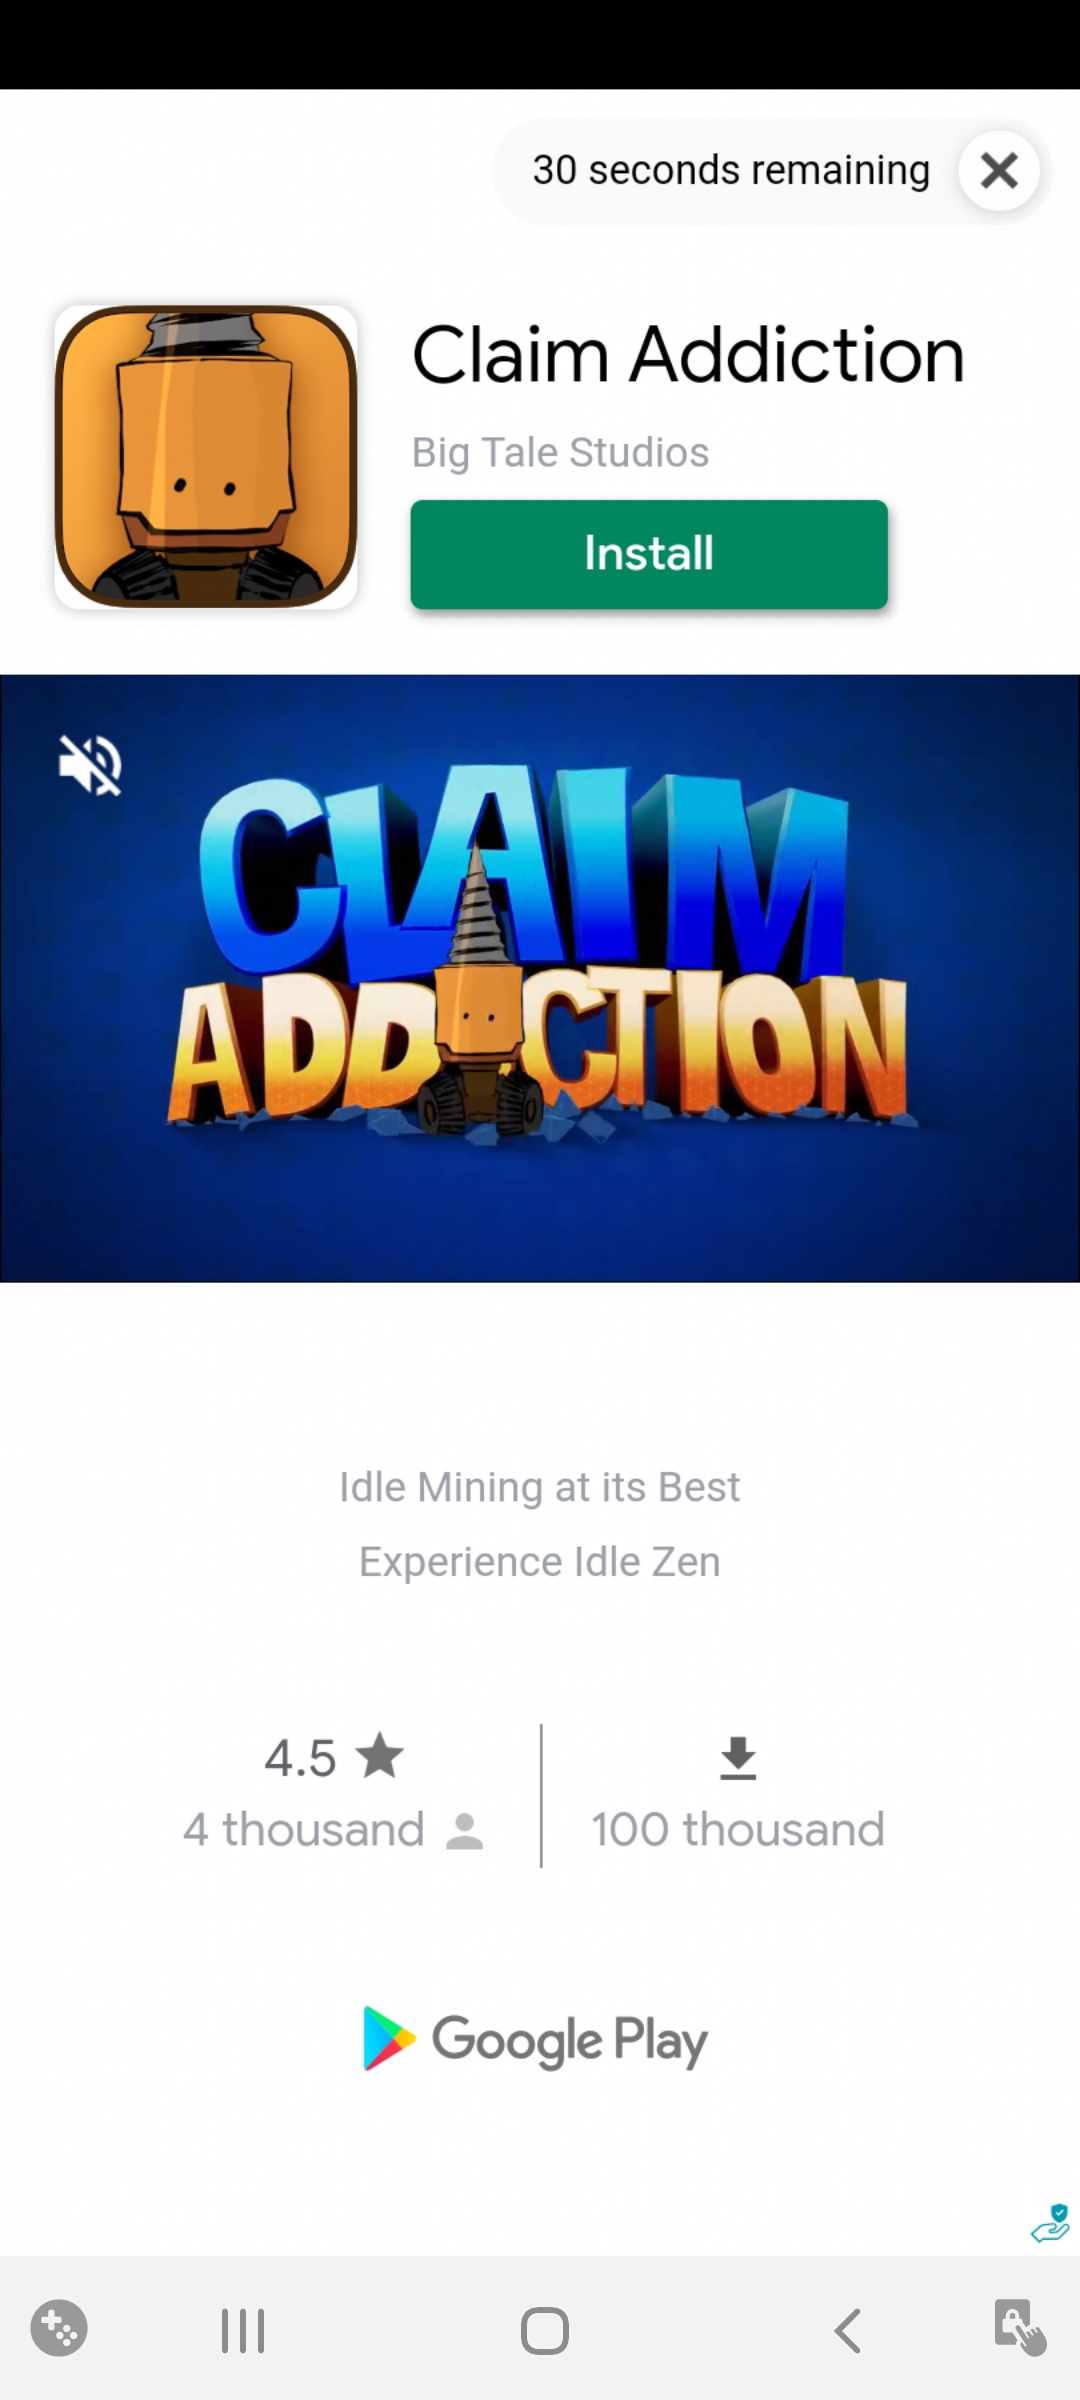 30 seconds remaining
Claim Addiction
Big Tale Studios
Install
CLAIM
ADDICTION
Idle Mining at its Best
Experience Idle Zen
4.5
4 thousand
100 thousand
Google Play